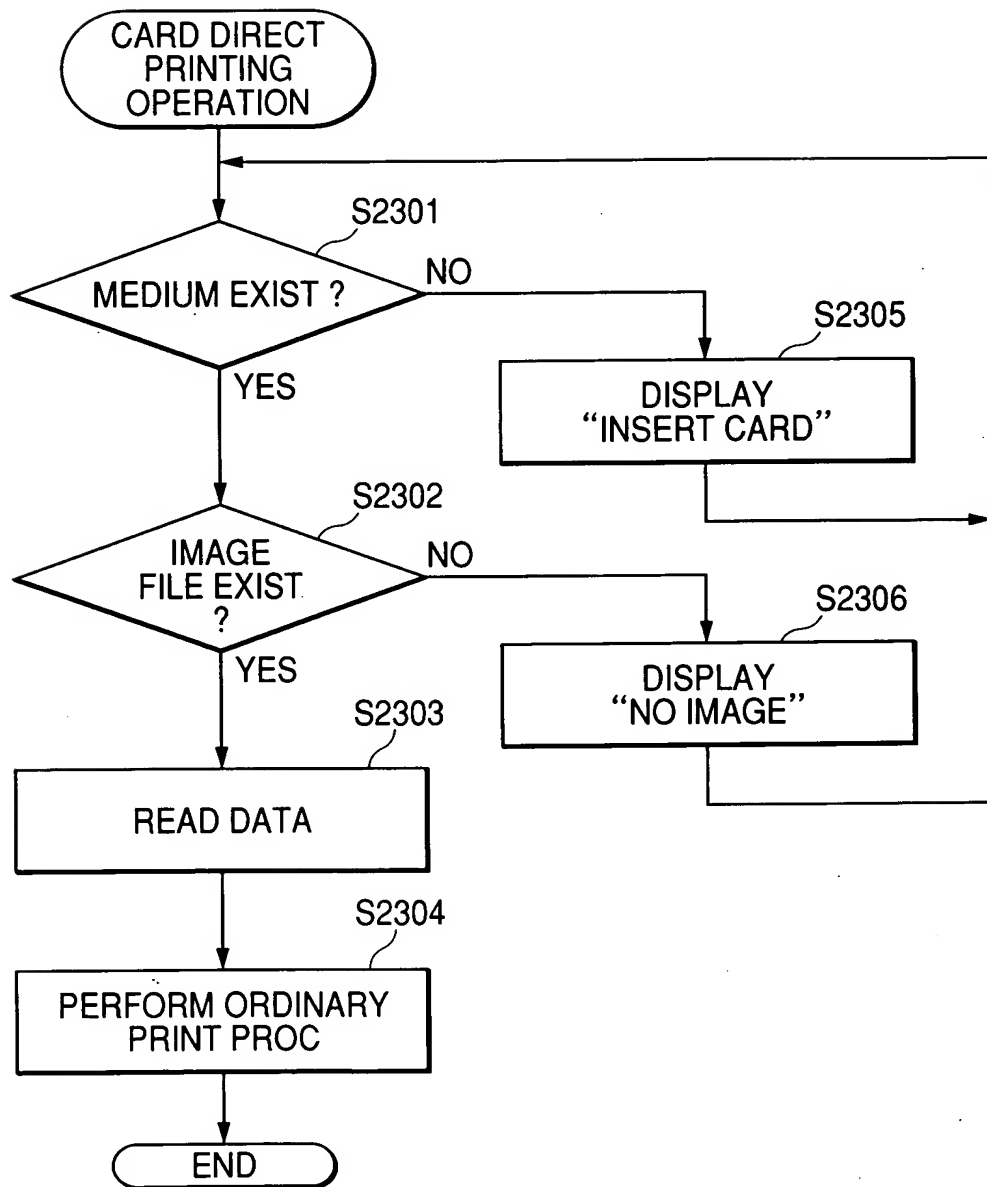 CARD DIRECT
PRINTING
OPERATION
S2301
MEDIUM EXIST ?
NO
YES
S2305
DISPLAY
“INSERT CARD”
S2302
IMAGE
FILE EXIST
?
NO
YES
S2306
DISPLAY
“NO IMAGE”
S2303
READ DATA
S2304
PERFORM ORDINARY
PRINT PROC
END